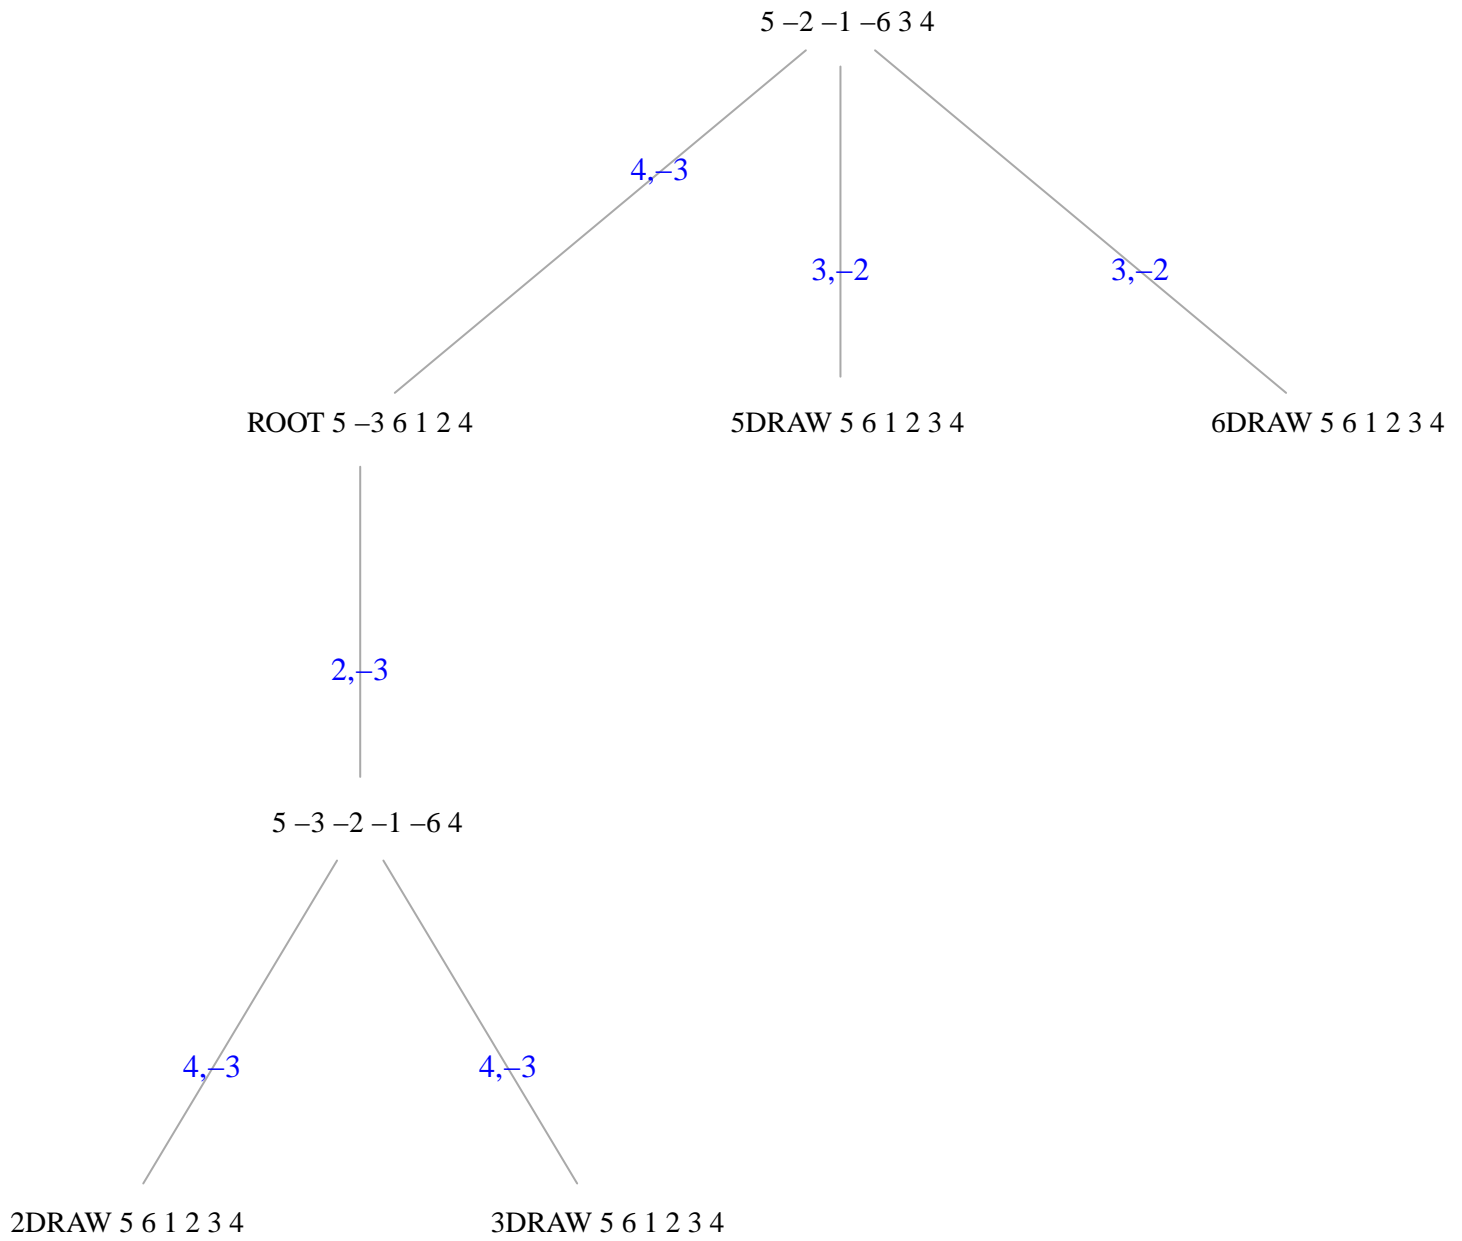 5 –2 –1 –6 3 4
4,–3
3,–2
3,–2
ROOT 5 –3 6 1 2 4
5DRAW 5 6 1 2 3 4
6DRAW 5 6 1 2 3 4
2,–3
5 –3 –2 –1 –6 4
4,–3
4,–3
2DRAW 5 6 1 2 3 4
3DRAW 5 6 1 2 3 4